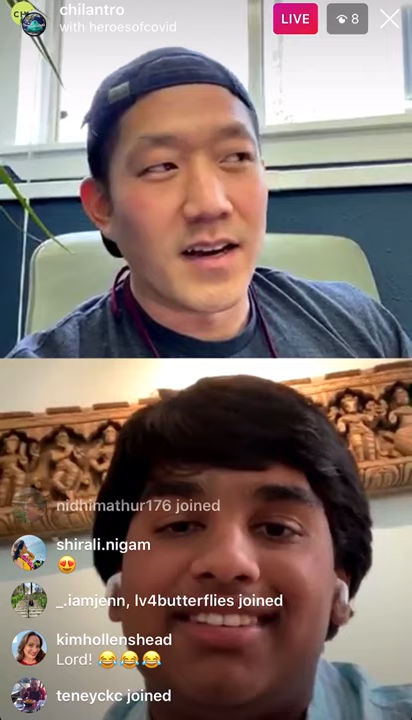 chilantro
with heroesofcovid
LIVE
8
nidhimathur176 joined
shirali.nigam
😍
_.iamjenn, lv4butterflies joined
kimhollenshead
Lord! 😂😂😂
teneyckc joined